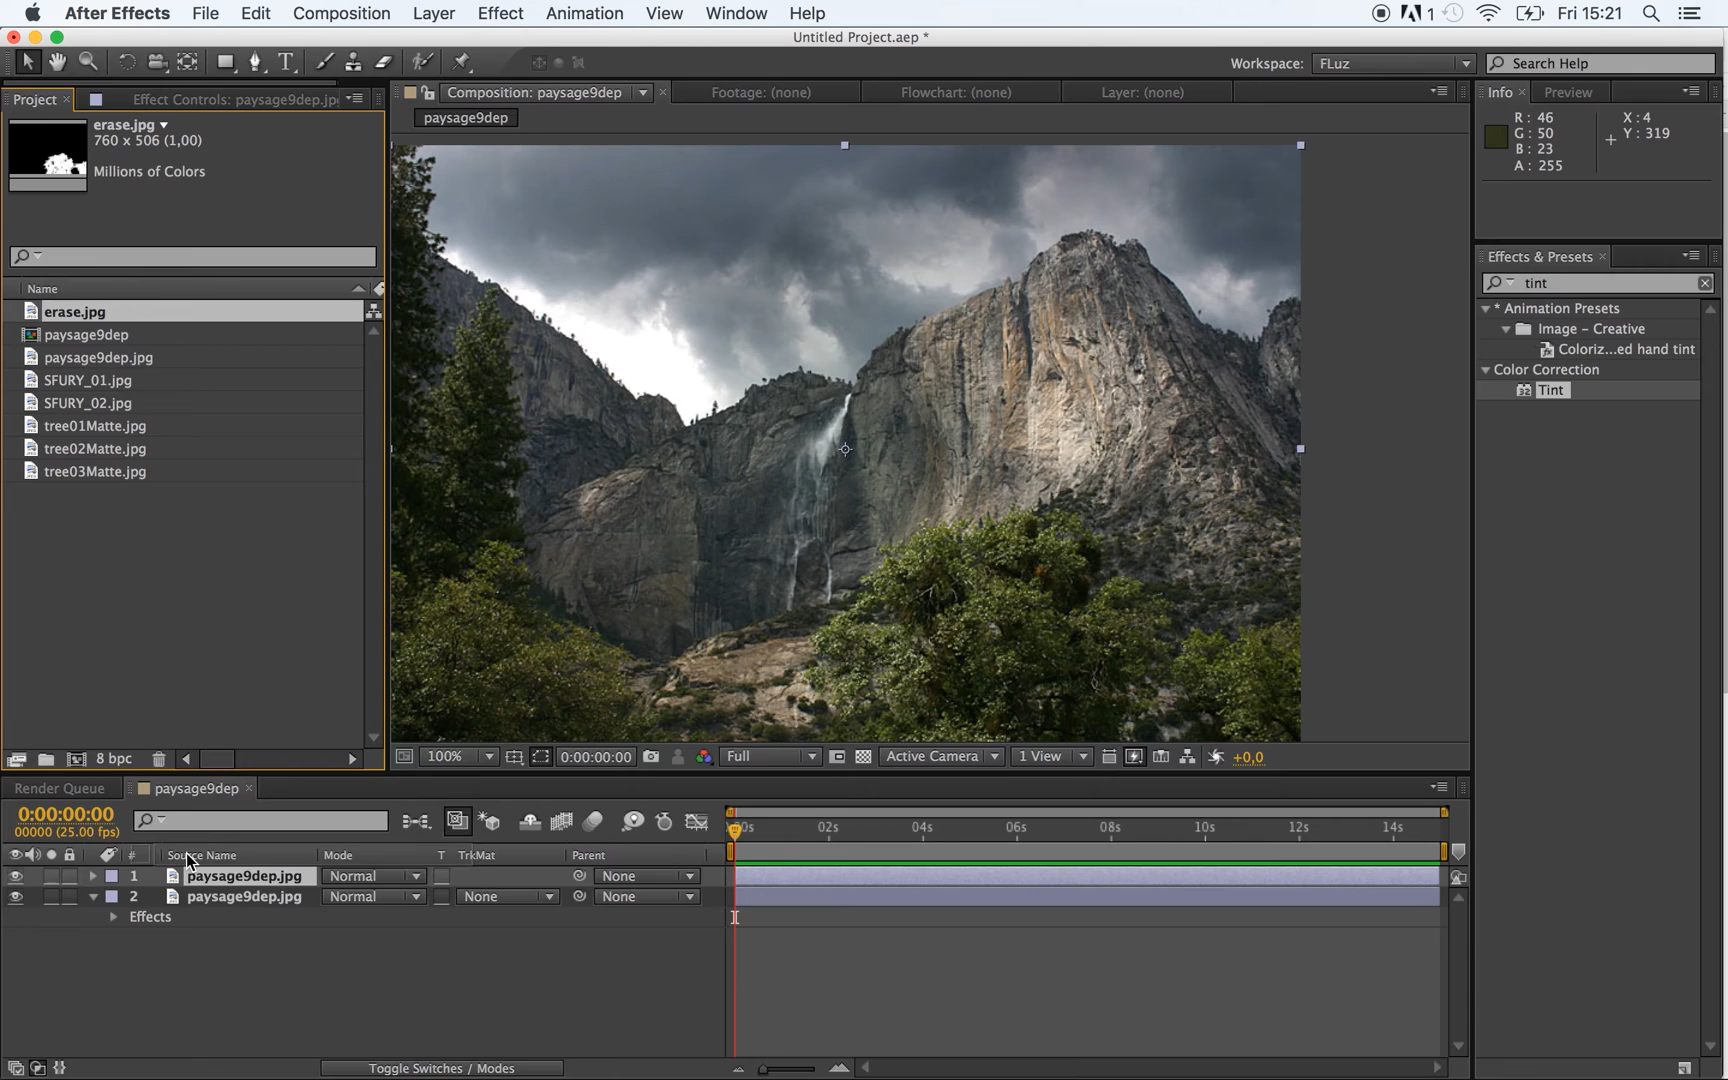 After Effects File Edit Composition Layer Effect Animation View Window Help 1 Fri 15:21
Untitled Project.aep *
Workspace: FLuz Search Help
Project Effect Controls: paysage9dep.jp
Composition: paysage9dep Footage: (none) Flowchart: (none) Layer: (none)
Info Preview
erase.jpg
760 x 506 (1,00)
Millions of Colors
paysage9dep
R: 46 X: 4
G: 50 Y: 319
B: 23
A: 255
Effects & Presets
tint
* Animation Presets
Image – Creative
Coloriz...ed hand tint
Color Correction
Tint
Name
erase.jpg
paysage9dep
paysage9dep.jpg
SFURY_01.jpg
SFURY_02.jpg
tree01Matte.jpg
tree02Matte.jpg
tree03Matte.jpg
8 bpc
100% 0:00:00:00 Full Active Camera 1 View +0,0
Render Queue paysage9dep
0:00:00:00
00000 (25.00 fps)
:00s 02s 04s 06s 08s 10s 12s 14s
# Source Name Mode T TrkMat Parent
1 paysage9dep.jpg Normal None
2 paysage9dep.jpg Normal None None
Effects
Toggle Switches / Modes